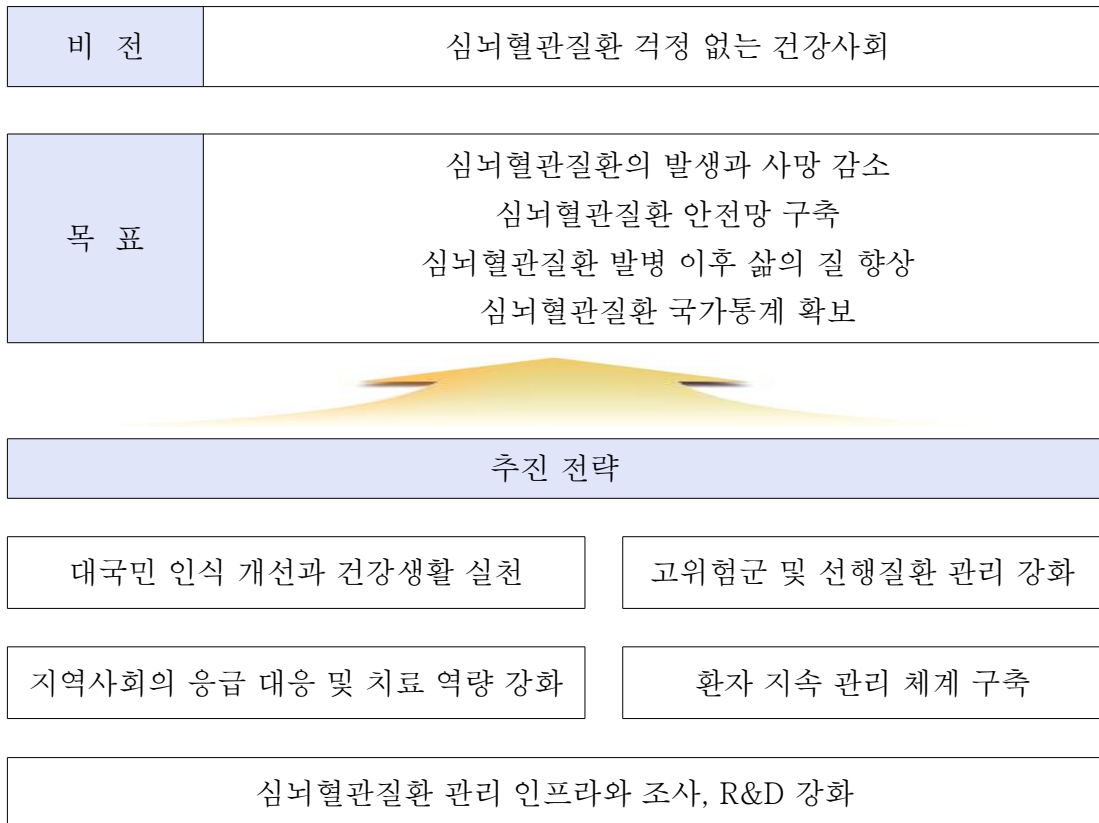 비 전
심뇌혈관질환 걱정 없는 건강사회
목 표
심뇌혈관질환의 발생과 사망 감소
심뇌혈관질환 안전망 구축
심뇌혈관질환 발병 이후 삶의 질 향상
심뇌혈관질환 국가통계 확보
추진 전략
대국민 인식 개선과 건강생활 실천
고위험군 및 선행질환 관리 강화
지역사회의 응급 대응 및 치료 역량 강화
환자 지속 관리 체계 구축
심뇌혈관질환 관리 인프라와 조사, R&D 강화